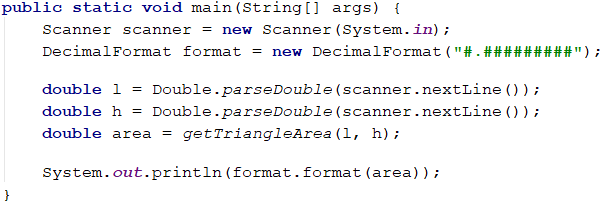 public static void main(String[] args) {
    Scanner scanner = new Scanner(System.in);
    DecimalFormat format = new DecimalFormat("#.#########");
    double l = Double.parseDouble(scanner.nextLine());
    double h = Double.parseDouble(scanner.nextLine());
    double area = getTriangleArea(l, h);
    System.out.println(format.format(area));
}